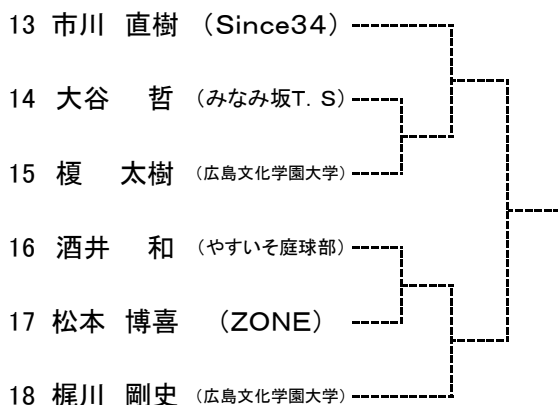 13 市川 直樹 （Since34）
14 大谷 哲 （みなみ坂T. S）
15 榎 太樹 （広島文化学園大学）
16 酒井 和 （やすいそ庭球部）
17 松本 博喜 （ZONE）
18 梶川 剛史 （広島文化学園大学）